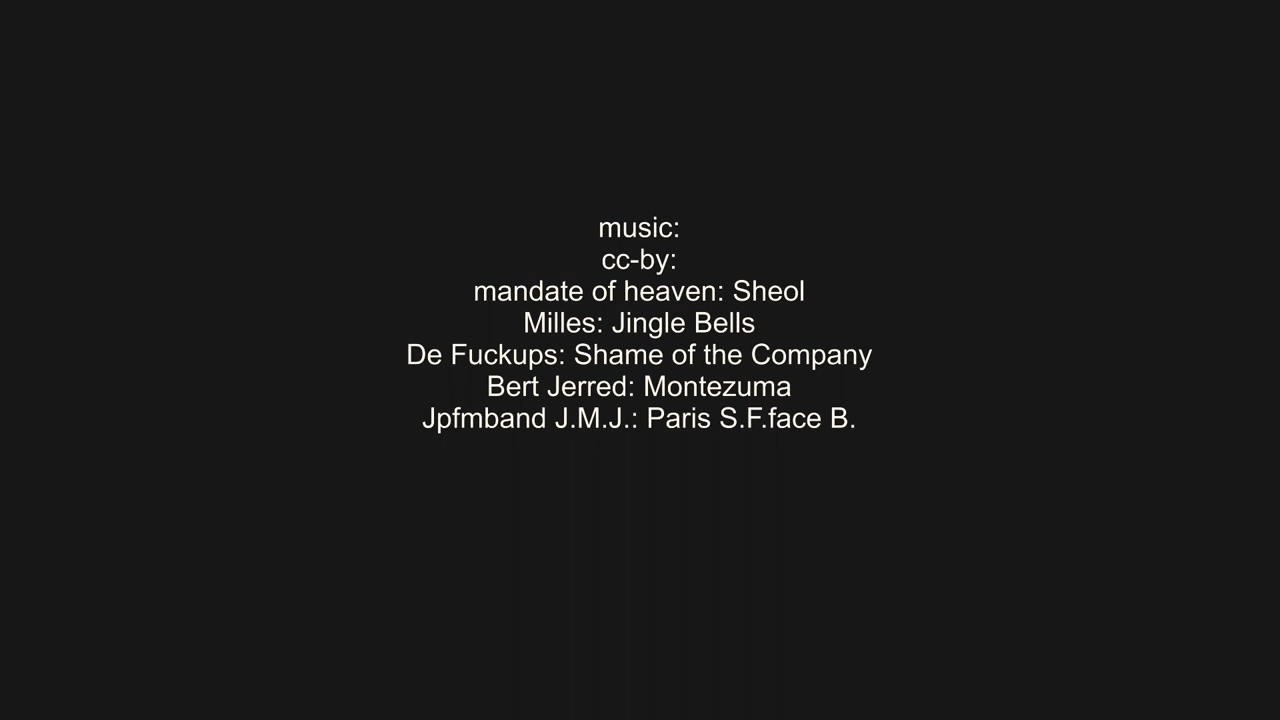 music:
cc-by:
mandate of heaven: Sheol
Milles: Jingle Bells
De Fuckups: Shame of the Company
Bert Jerred: Montezuma
Jpfmband J.M.J.: Paris S.F.face B.